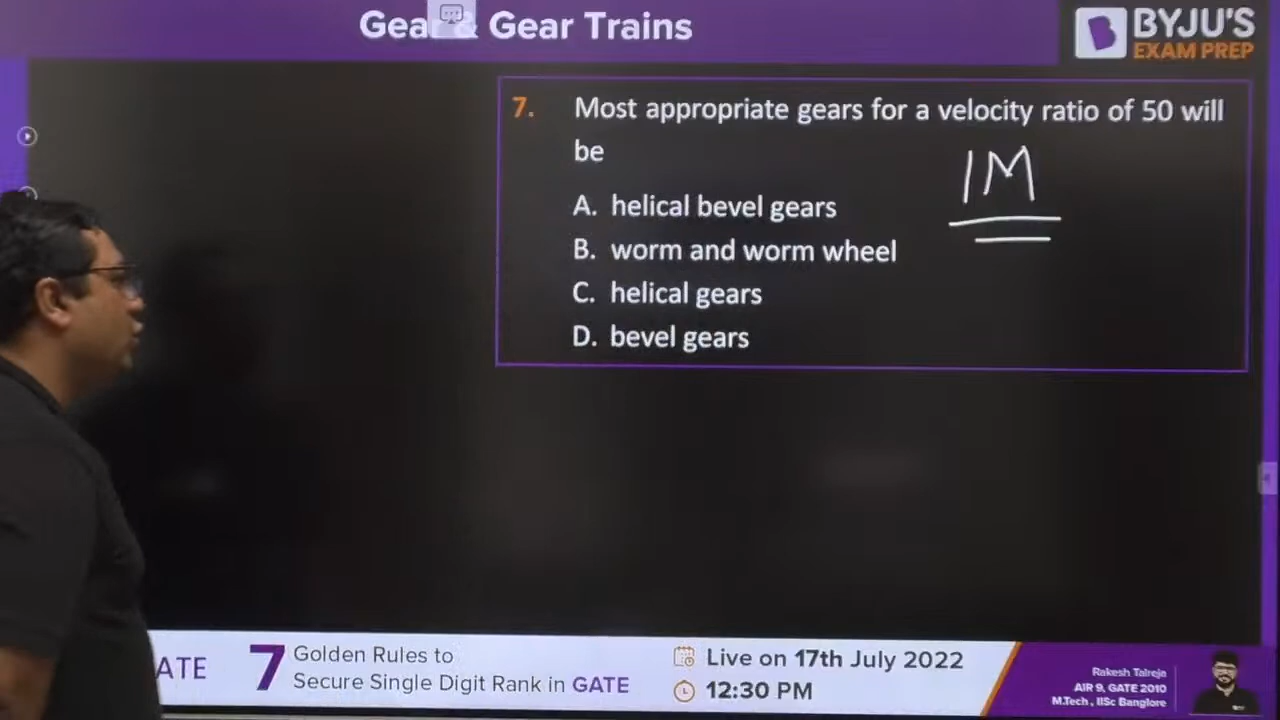 Gea & Gear Trains
BYJU'S
EXAM PREP
7. Most appropriate gears for a velocity ratio of 50 will
be
1M
A. helical bevel gears
B. worm and worm wheel
C. helical gears
D. bevel gears
ATE
7
Golden Rules to
Secure Single Digit Rank in GATE
Live on 17th July 2022
12:30 PM
Rakesh Talreja
AIR 9, GATE 2010
M.Tech, IISc Banglore